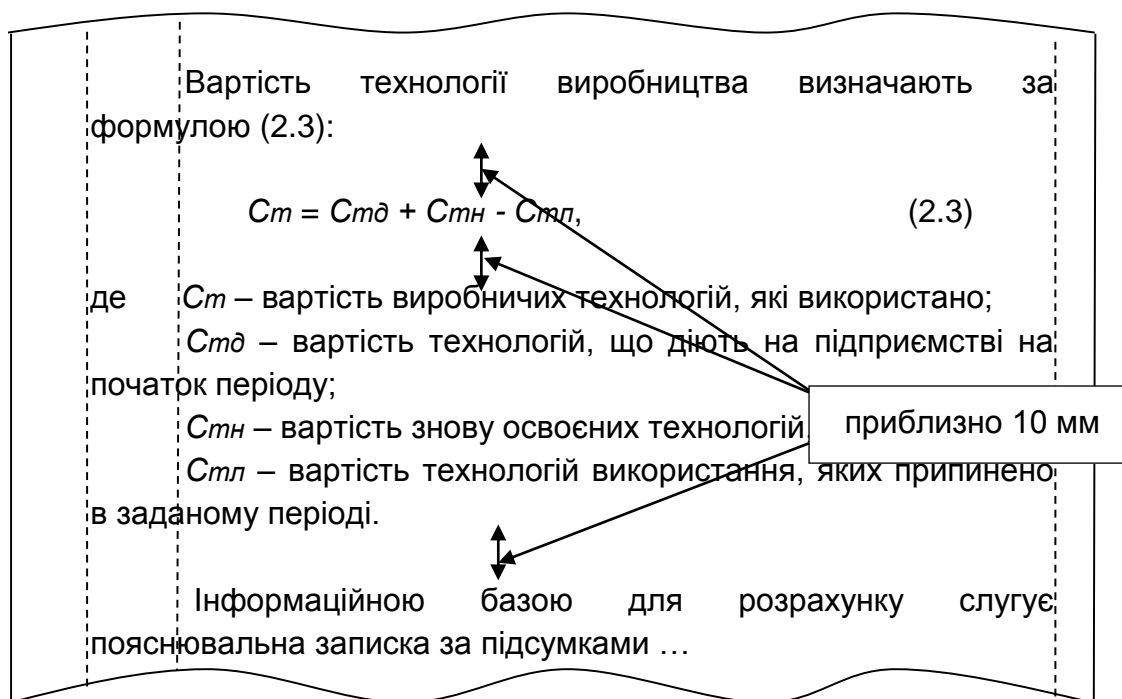 Вартість технології виробництва визначають за
формулою (2.3):
Ст = Стд + Стн - Стл, (2.3)
де Ст – вартість виробничих технологій, які використано;
Стд – вартість технологій, що діють на підприємстві на
початок періоду;
Стн – вартість знову освоєних технологій
приблизно 10 мм
Стл – вартість технологій використання, яких припинено
в заданому періоді.
Інформаційною базою для розрахунку слугує
пояснювальна записка за підсумками …